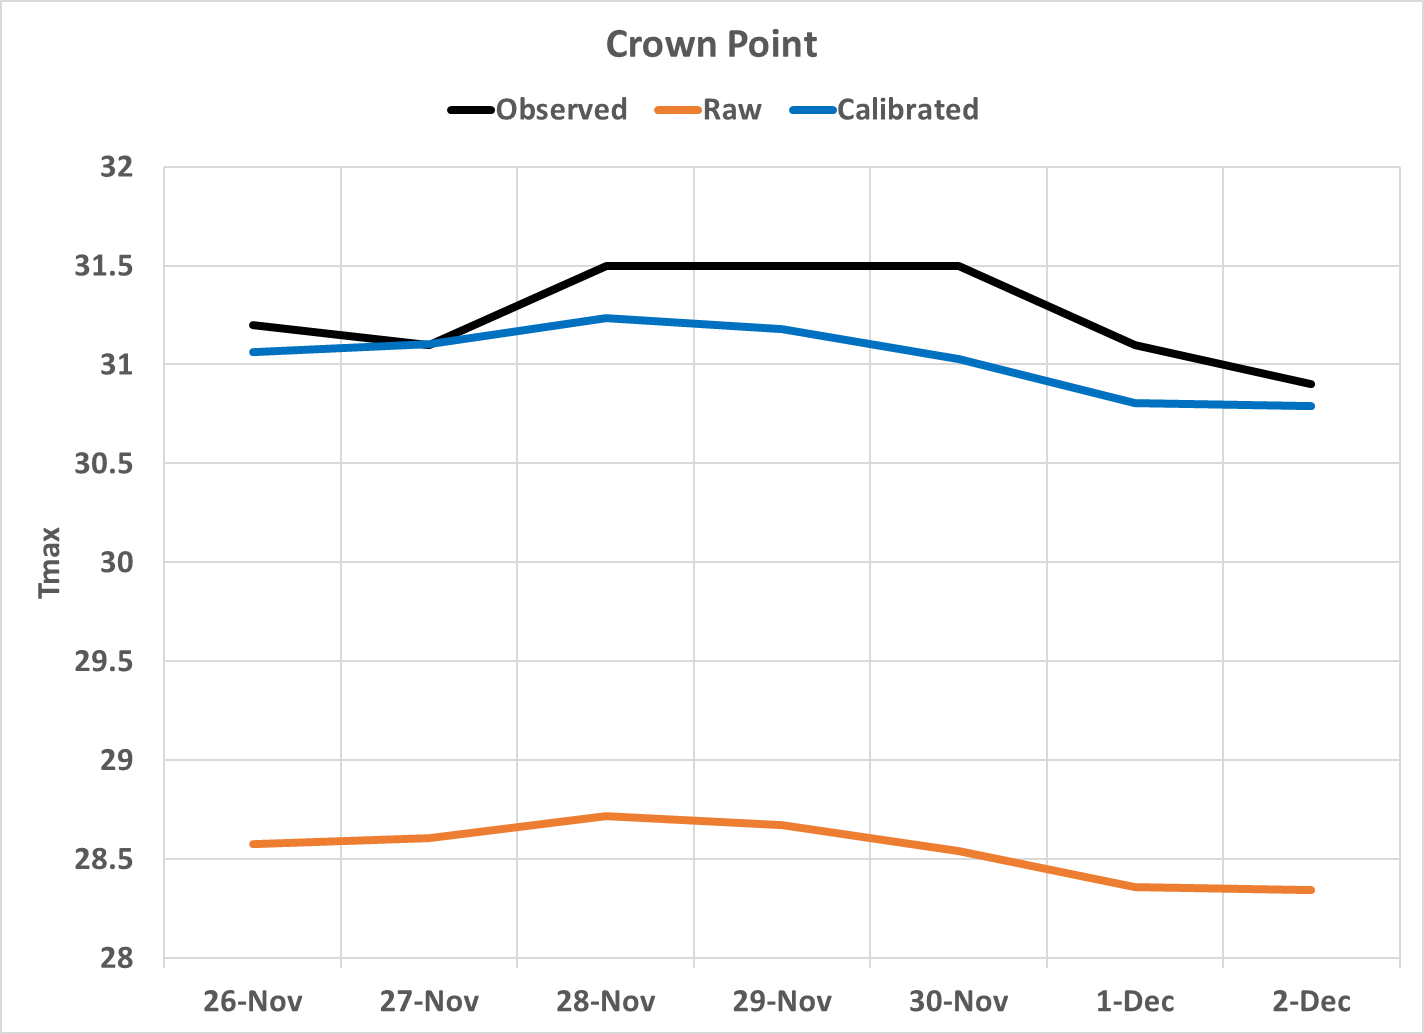 Crown Point
Observed Raw Calibrated
32
31.5
31
30.5
30
29.5
29
28.5
28
Tmax
26-Nov 27-Nov 28-Nov 29-Nov 30-Nov 1-Dec 2-Dec